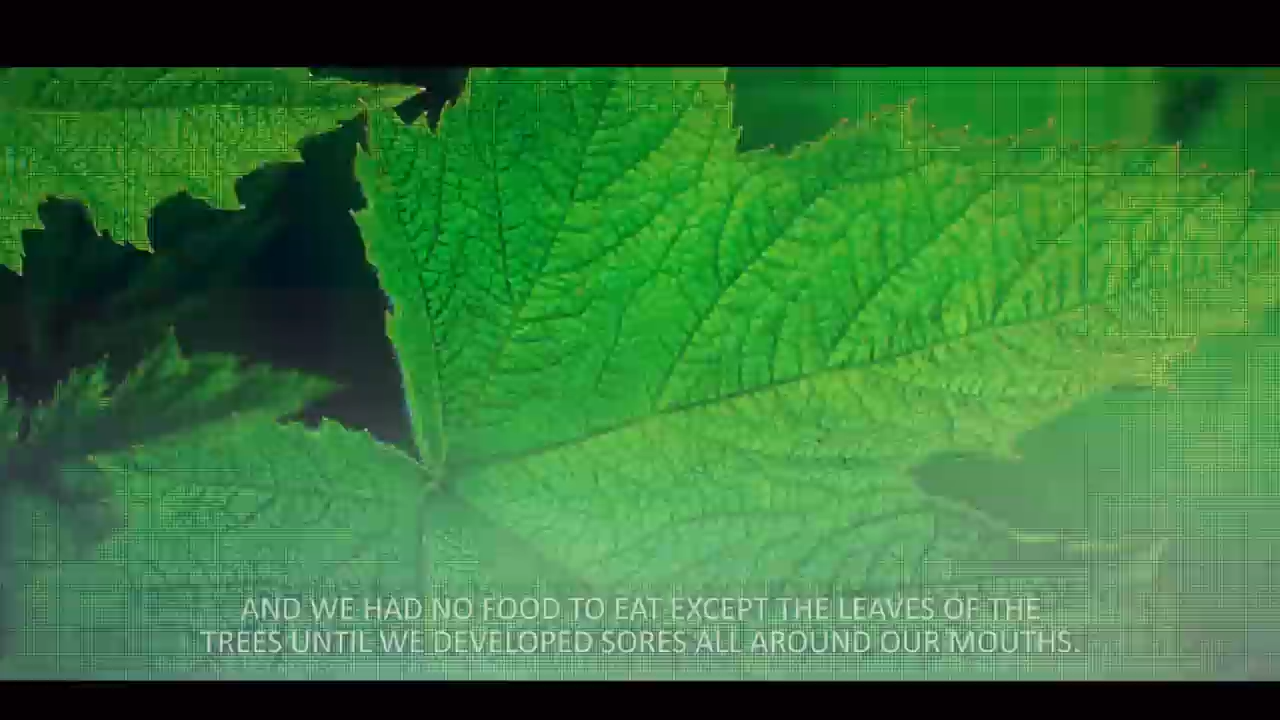 AND WE HAD NO FOOD TO EAT EXCEPT THE LEAVES OF THE
TREES UNTIL WE DEVELOPED SORES ALL AROUND OUR MOUTHS.